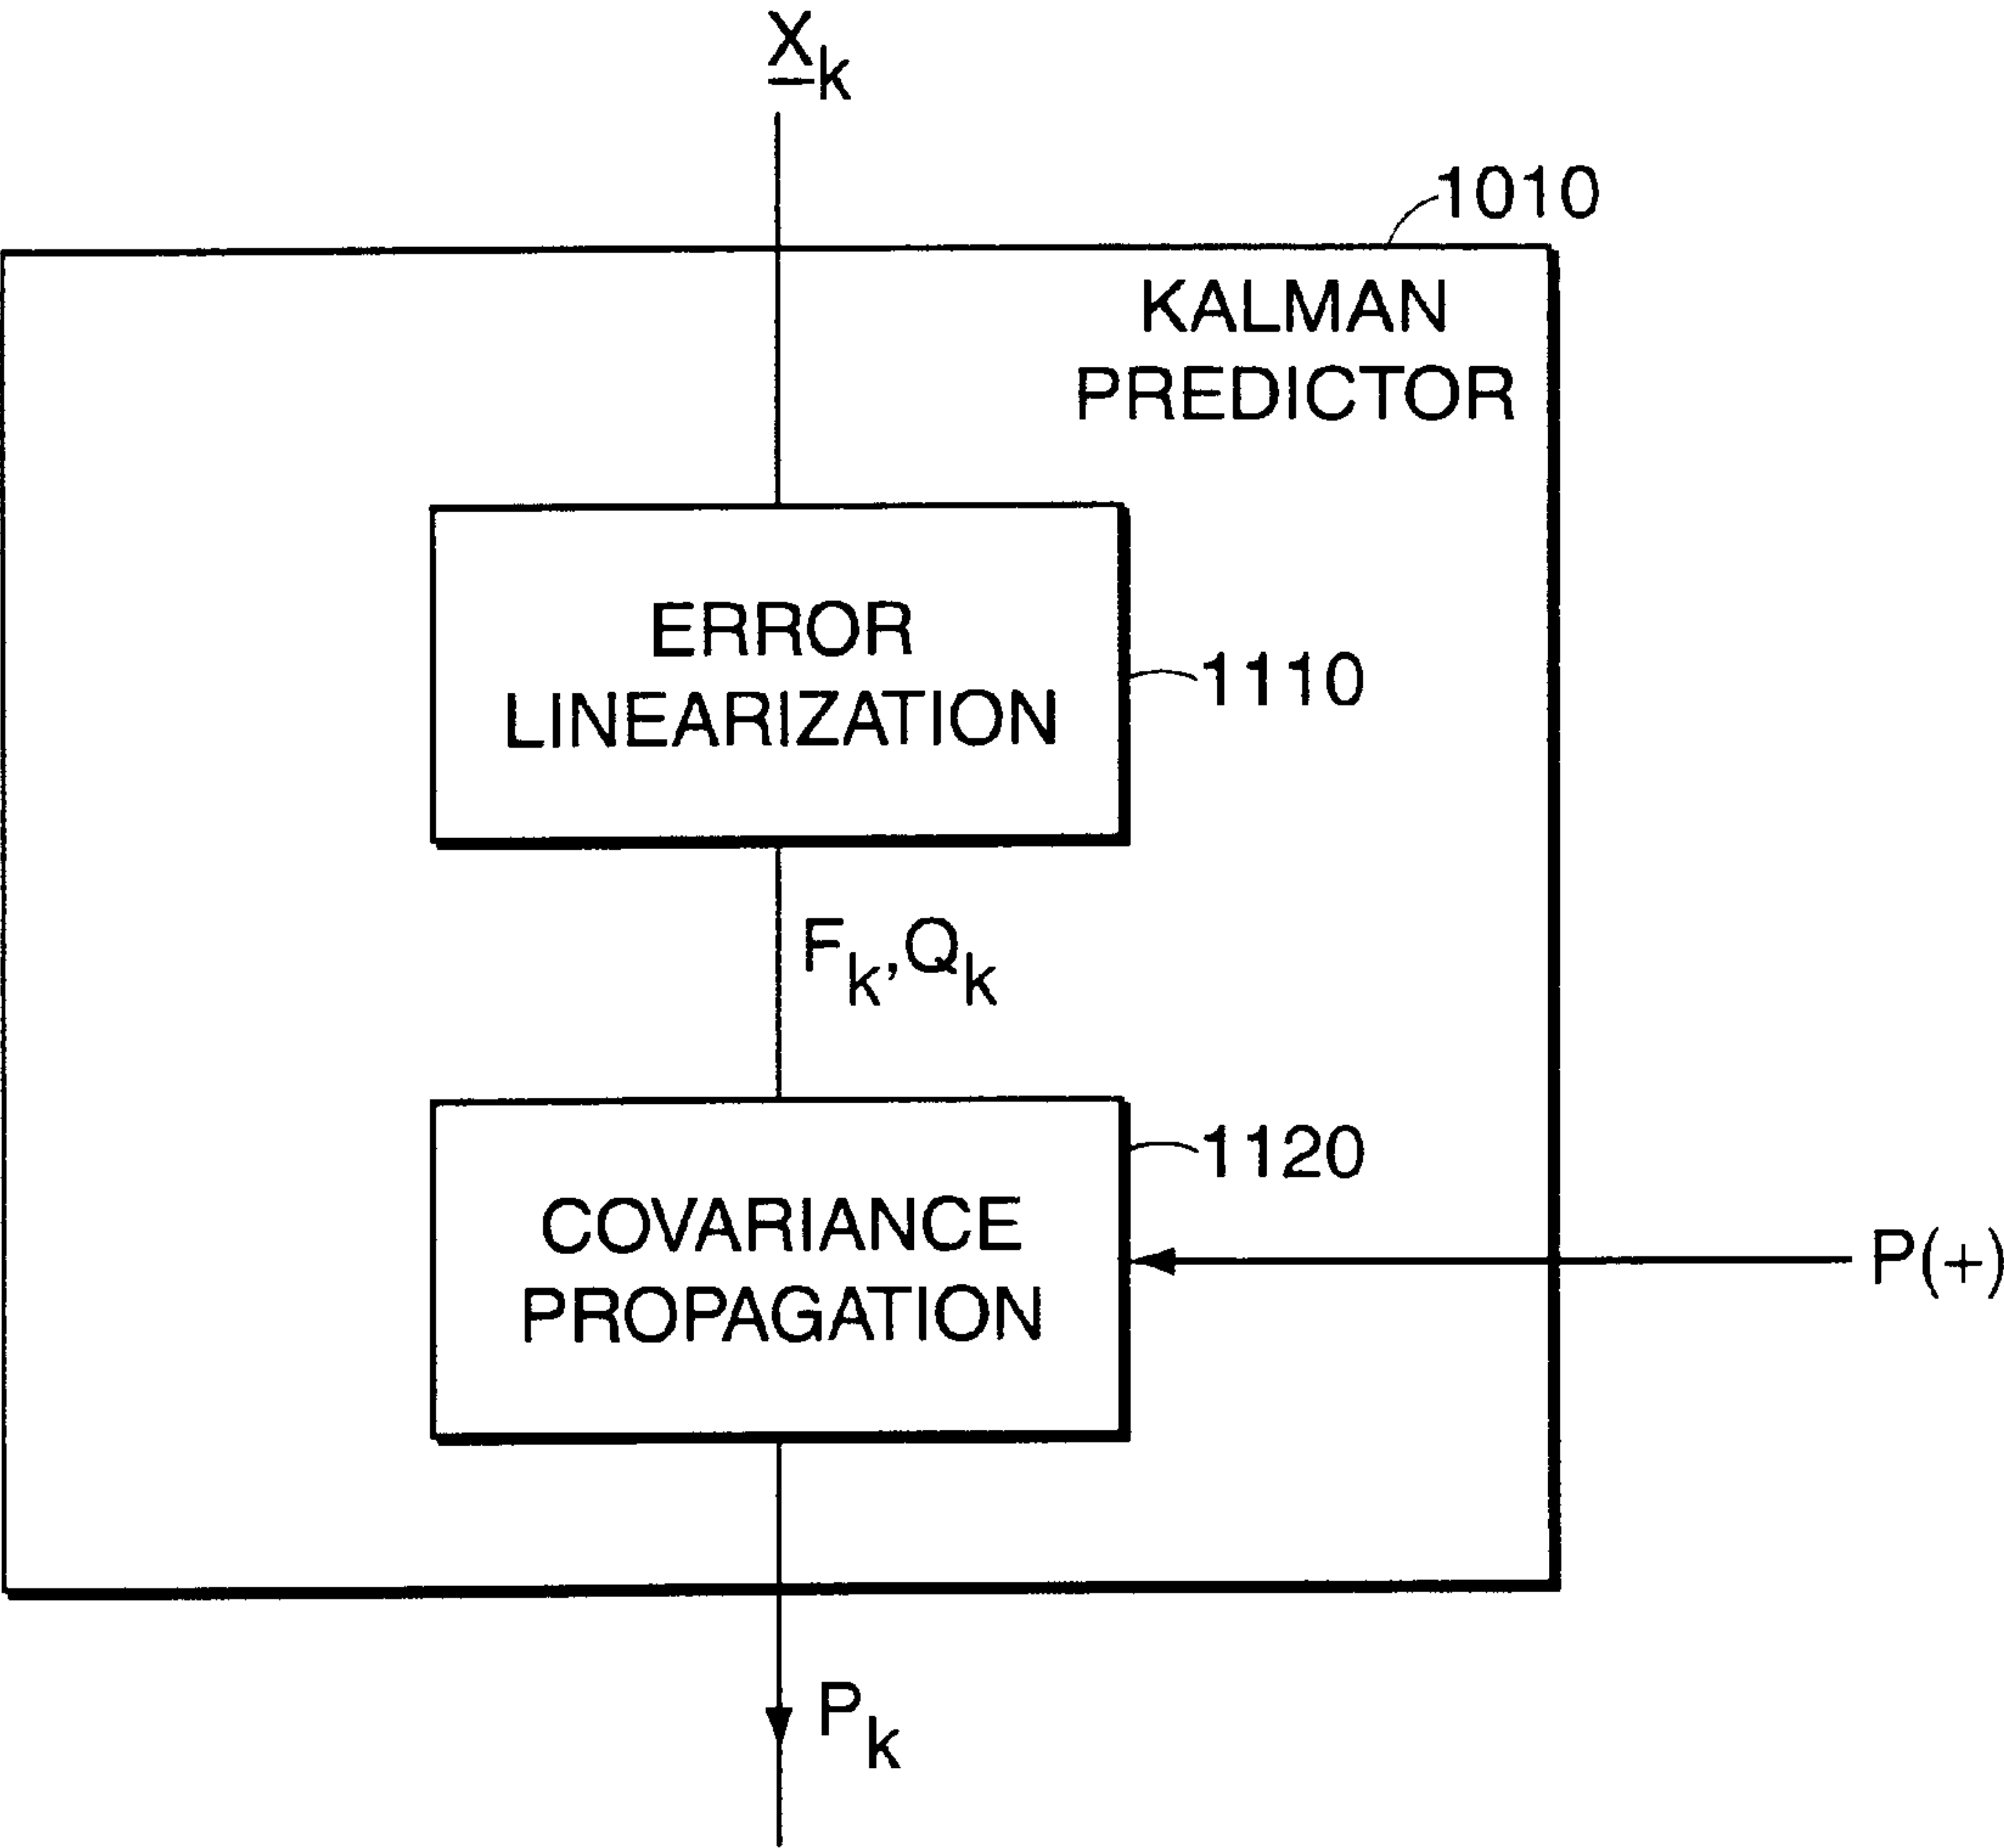 X_k
1010
KALMAN
PREDICTOR
ERROR
LINEARIZATION
1110
F_k, Q_k
1120
COVARIANCE
PROPAGATION
P(+)
P_k